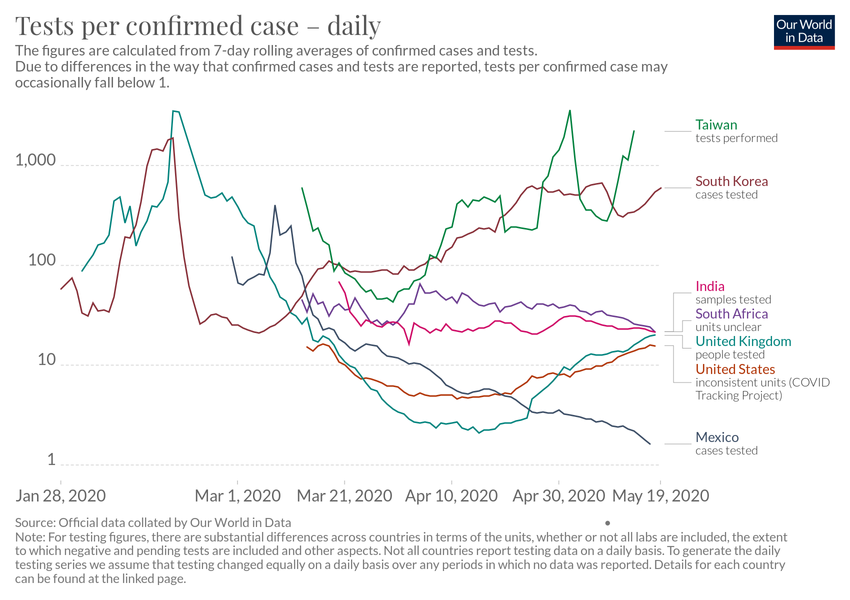 Tests per confirmed case – daily
Our World
in Data
The figures are calculated from 7-day rolling averages of confirmed cases and tests.
Due to differences in the way that confirmed cases and tests are reported, tests per confirmed case may
occasionally fall below 1.
1,000
100
10
1
Taiwan
tests performed
South Korea
cases tested
India
samples tested
South Africa
units unclear
United Kingdom
people tested
United States
inconsistent units (COVID
Tracking Project)
Mexico
cases tested
Jan 28, 2020
Mar 1, 2020
Mar 21, 2020
Apr 10, 2020
Apr 30, 2020
May 19, 2020
Source: Official data collated by Our World in Data
Note: For testing figures, there are substantial differences across countries in terms of the units, whether or not all labs are included, the extent
to which negative and pending tests are included and other aspects. Not all countries report testing data on a daily basis. To generate the daily
testing series we assume that testing changed equally on a daily basis over any periods in which no data was reported. Details for each country
can be found at the linked page.